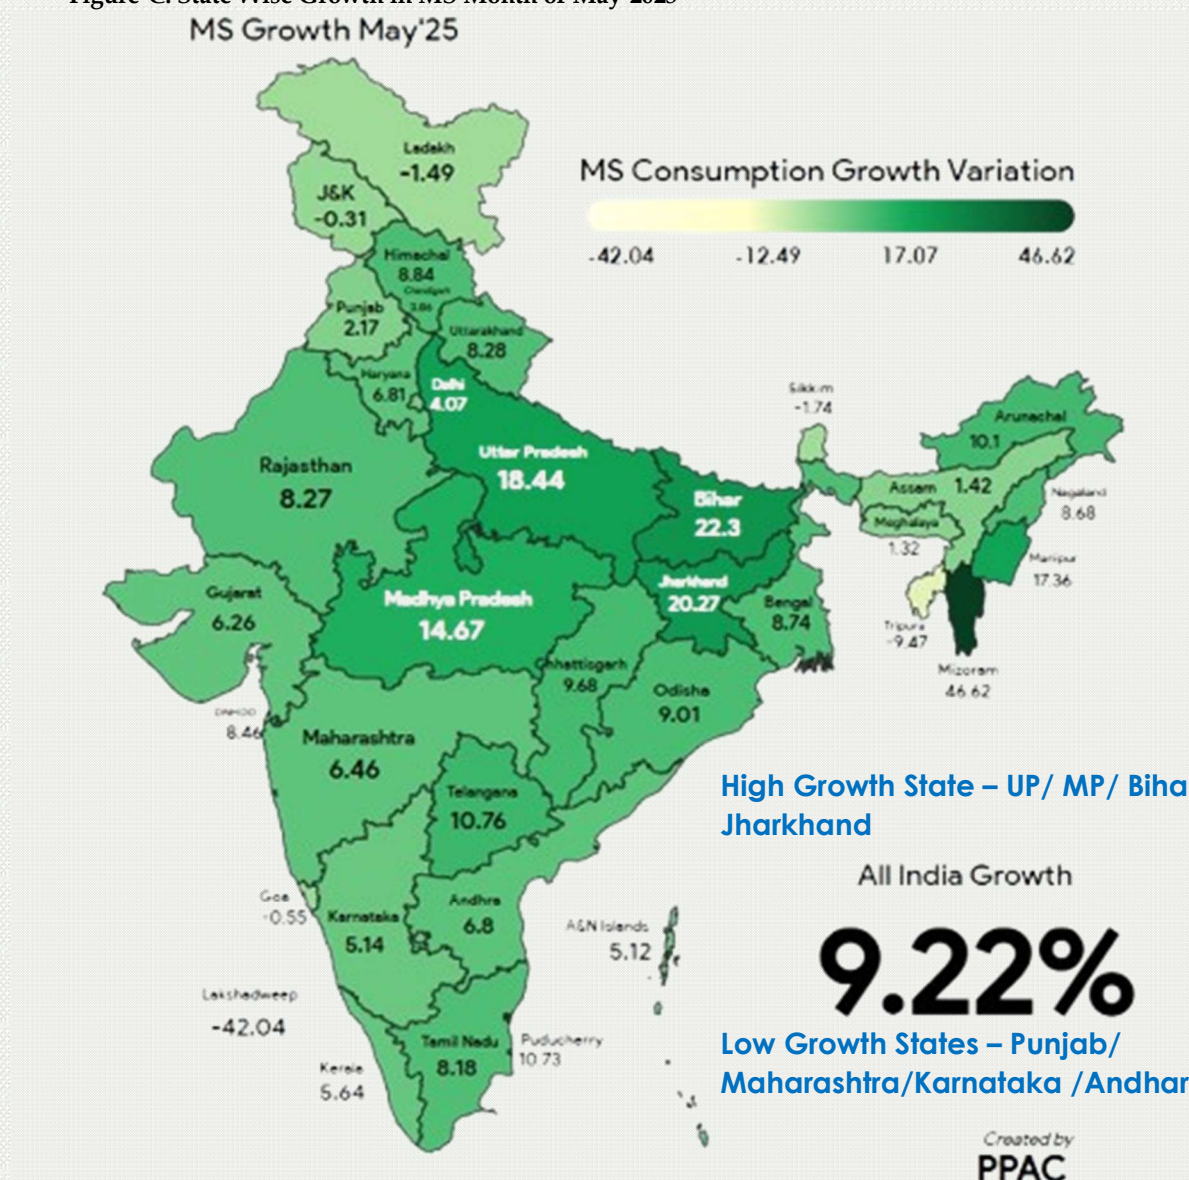 MS Growth May'25
Ladakh
-1.49
MS Consumption Growth Variation
-42.04 -12.49 17.07 46.62
J&K
-0.31
Himachal
8.84
Chandigarh
Punjab
2.17
Uttarakhand
8.28
Haryana
6.81
Delhi
4.07
Sikkim
-1.74
Arunachal
10.1
Rajasthan
8.27
Uttar Pradesh
18.44
Bihar
22.3
Assam 1.42
Nagaland
8.68
Meghalaya
1.32
Manipur
17.36
Gujarat
6.26
Madhya Pradesh
14.67
Jharkhand
20.27
Bengal
8.74
Tripura
-9.47
Mizoram
46.62
Chhattisgarh
9.68
Odisha
9.01
8.46
Maharashtra
6.46
Telangana
10.76
High Growth State – UP/ MP/ Biha
Jharkhand
All India Growth
9.22%
Goa
-0.55
Karnataka
5.14
Andhra
6.8
A&N Islands
5.12
Lakshadweep
-42.04
Low Growth States – Punjab/
Maharashtra/Karnataka /Andhar
Tamil Nadu
8.18
Puducherry
10.73
Kerala
5.64
Created by
PPAC